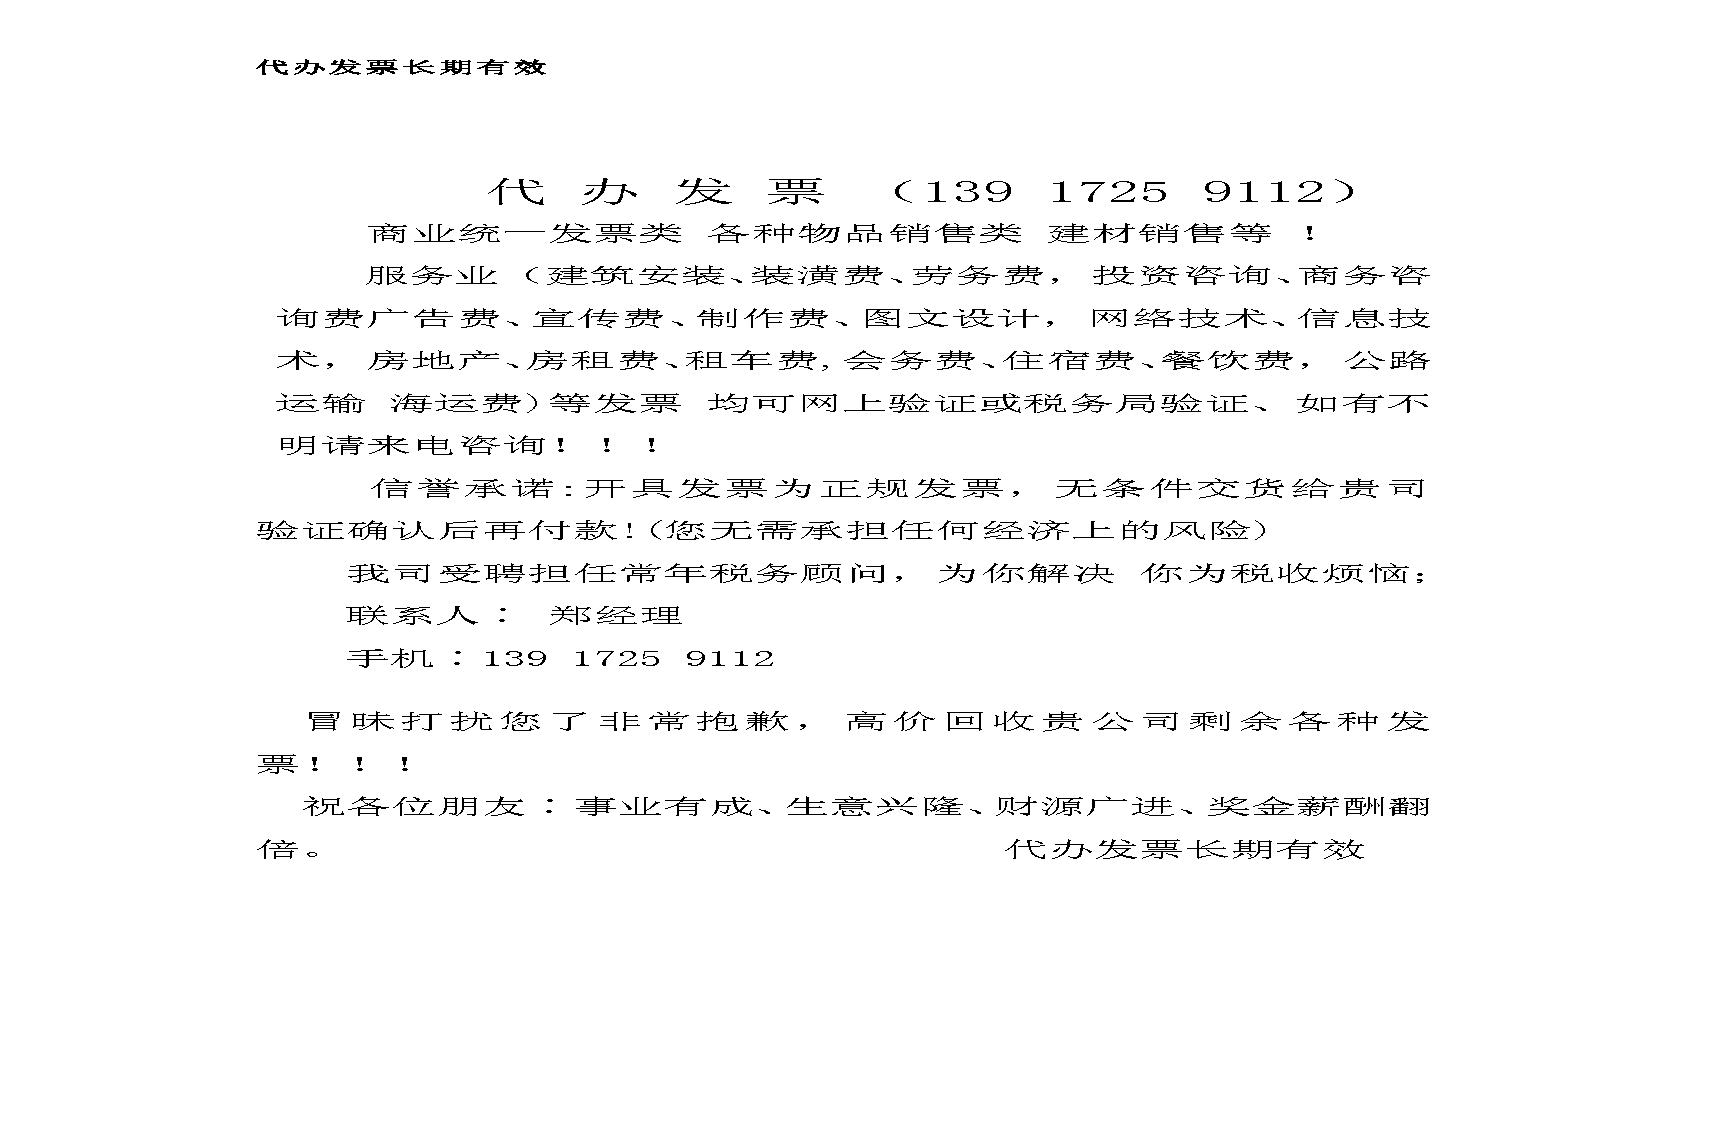 代办发票长期有效
代 办 发 票 （139 1725 9112）
商业统一发票类 各种物品销售类 建材销售等 ！
服务业（建筑安装、装潢费、劳务费，投资咨询、商务咨
询费广告费、宣传费、制作费、图文设计，网络技术、信息技
术，房地产、房租费、租车费,会务费、住宿费、餐饮费，公路
运输 海运费)等发票 均可网上验证或税务局验证、如有不
明请来电咨询！！！
信誉承诺:开具发票为正规发票，无条件交货给贵司
验证确认后再付款!(您无需承担任何经济上的风险)
我司受聘担任常年税务顾问，为你解决 你为税收烦恼;
联系人： 郑经理
手机：139 1725 9112
冒昧打扰您了非常抱歉，高价回收贵公司剩余各种发
票！！！
祝各位朋友：事业有成、生意兴隆、财源广进、奖金薪酬翻
倍。 代办发票长期有效